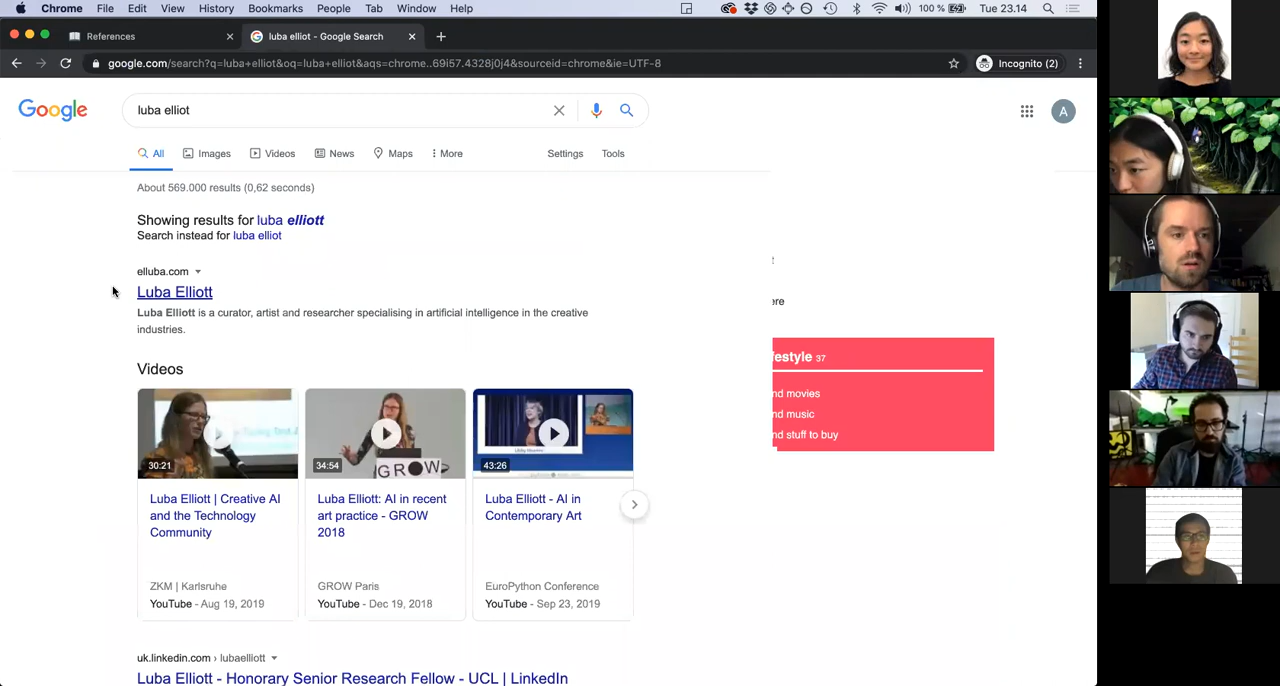 Chrome File Edit View History Bookmarks People Tab Window Help 100 % Tue 23.14
References
luba elliot - Google Search
google.com/search?q=luba+elliot&oq=luba+elliot&aqs=chrome..69i57.4328j0j4&sourceid=chrome&ie=UTF-8
Incognito (2)
Google
luba elliot
A
All Images Videos News Maps More Settings Tools
About 569.000 results (0,62 seconds)
Showing results for luba elliott
Search instead for luba elliot
elluba.com
Luba Elliott
Luba Elliott is a curator, artist and researcher specialising in artificial intelligence in the creative
industries.
ere
festyle 37
nd movies
nd music
nd stuff to buy
Videos
30:21
34:54
GROW
43:26
Luba Elliott | Creative AI
and the Technology
Community
ZKM | Karlsruhe
YouTube - Aug 19, 2019
Luba Elliott: AI in recent
art practice - GROW
2018
GROW Paris
YouTube - Dec 19, 2018
Luba Elliott - AI in
Contemporary Art
EuroPython Conference
YouTube - Sep 23, 2019
uk.linkedin.com › lubaelliott
Luba Elliott - Honorary Senior Research Fellow - UCL | LinkedIn